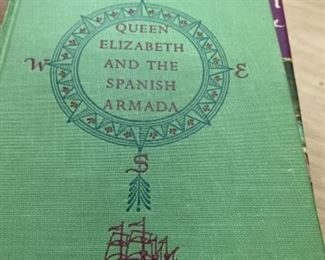 QUEEN
ELIZABETH
W AND THE E
SPANISH
ARMADA
S